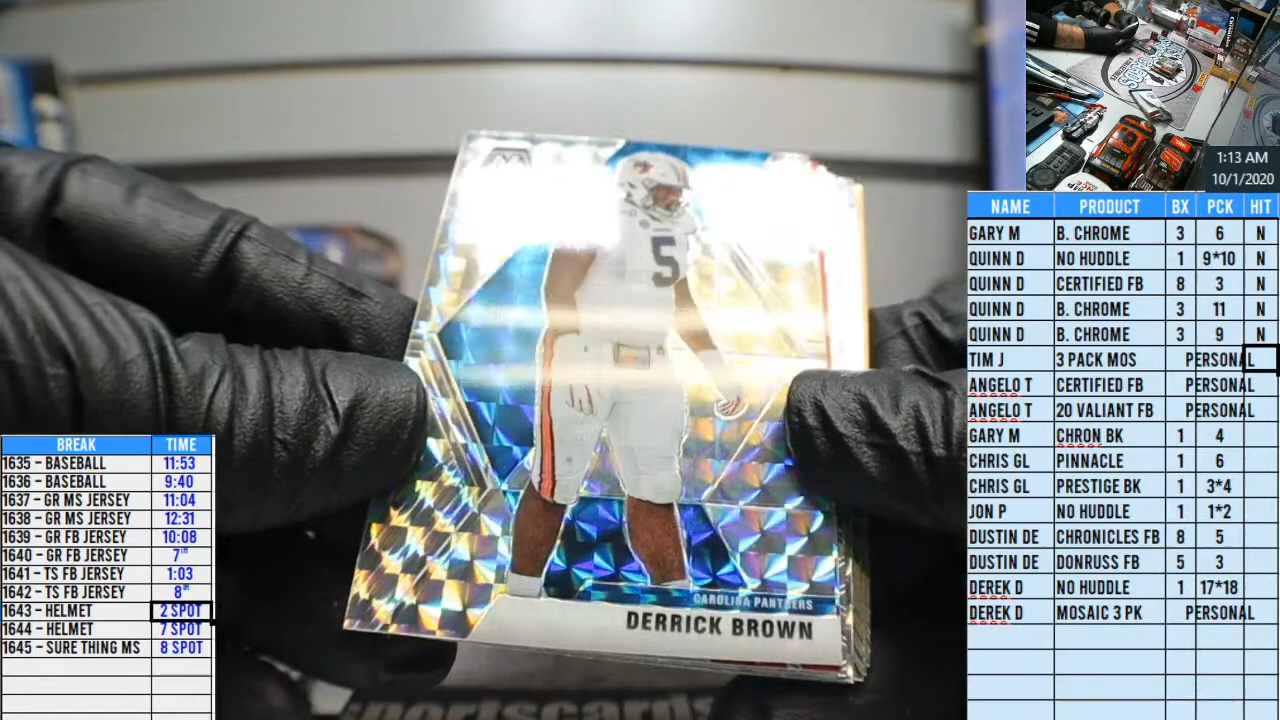 1:13 AM
10/1/2020
NAME PRODUCT BX PCK HIT
GARY M B. CHROME 3 6 N
QUINN D NO HUDDLE 1 9*10 N
QUINN D CERTIFIED FB 8 3 N
QUINN D B. CHROME 3 11 N
QUINN D B. CHROME 3 9 N
TIM J 3 PACK MOS PERSONAL
ANGELO T CERTIFIED FB PERSONAL
ANGELO T 20 VALIANT FB PERSONAL
GARY M CHRON BK 1 4
CHRIS GL PINNACLE 1 6
CHRIS GL PRESTIGE BK 1 3*4
JON P NO HUDDLE 1 1*2
DUSTIN DE CHRONICLES FB 8 5
DUSTIN DE DONRUSS FB 5 3
DEREK D NO HUDDLE 1 17*18
DEREK D MOSAIC 3 PK PERSONAL
5
CAROLINA PANTHERS
DERRICK BROWN
BREAK TIME
1635 – BASEBALL 11:53
1636 – BASEBALL 9:40
1637 – GR MS JERSEY 11:04
1638 – GR MS JERSEY 12:31
1639 – GR FB JERSEY 10:08
1640 – GR FB JERSEY 7TH
1641 – TS FB JERSEY 1:03
1642 – TS FB JERSEY 8TH
1643 – HELMET 2 SPOT
1644 – HELMET 7 SPOT
1645 – SURE THING MS 8 SPOT
sportscards